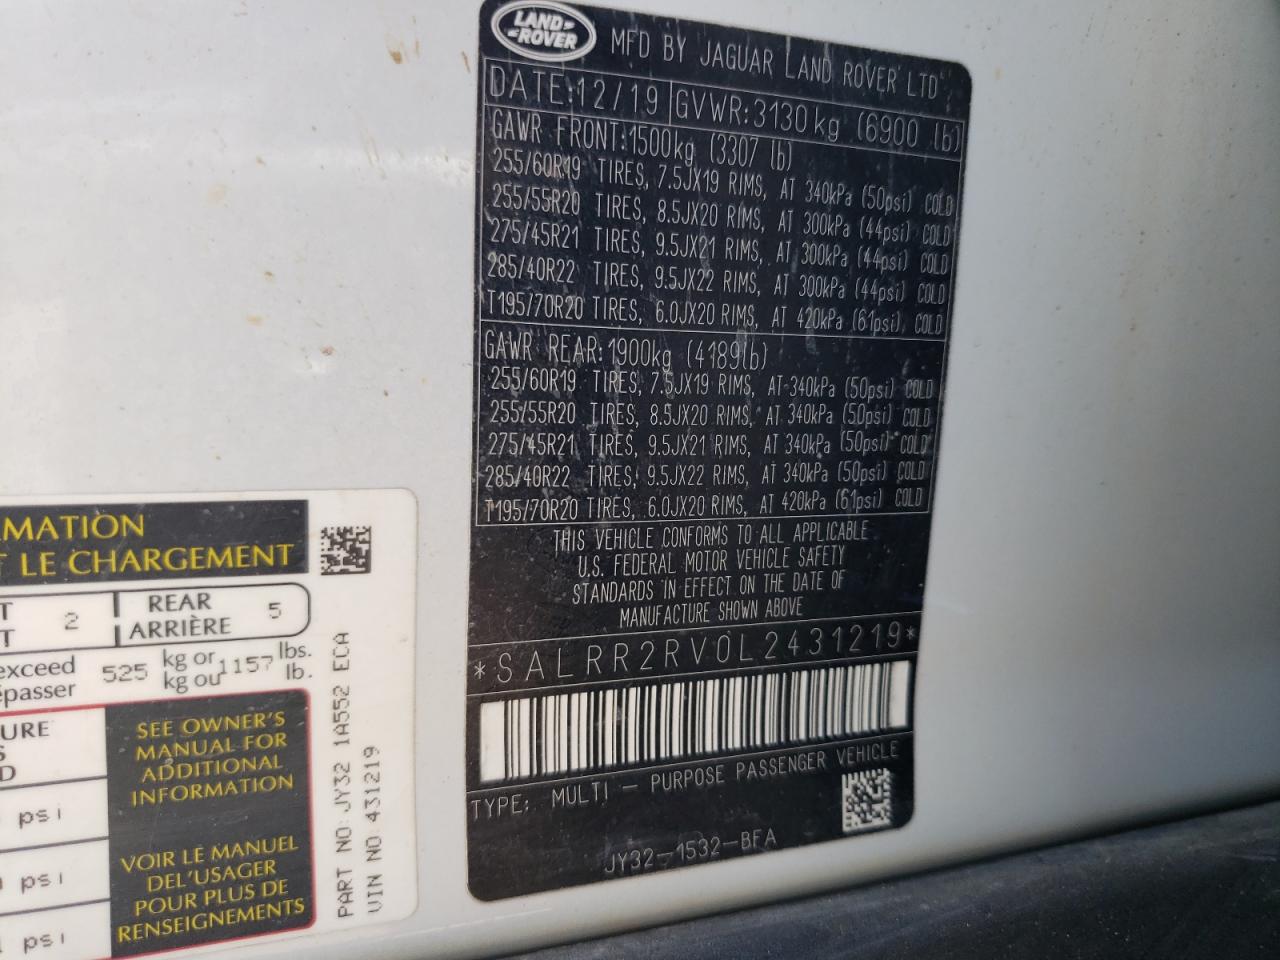 LAND
ROVER
MFD BY JAGUAR LAND ROVER LTD
DATE:12/19 GVWR:3130kg (6900 lb)
GAWR FRONT:1500kg (3307 lb)
255/60R19 TIRES, 7.5JX19 RIMS, AT 340kPa (50psi) COLD
255/55R20 TIRES, 8.5JX20 RIMS, AT 300kPa (44psi) COLD
275/45R21 TIRES, 9.5JX21 RIMS, AT 300kPa (44psi) COLD
285/40R22 TIRES, 9.5JX22 RIMS, AT 300kPa (44psi) COLD
T195/70R20 TIRES, 6.0JX20 RIMS, AT 420kPa (61psi) COLD
GAWR REAR:1900kg (4189lb)
255/60R19 TIRES, 7.5JX19 RIMS, AT 340kPa (50psi) COLD
255/55R20 TIRES, 8.5JX20 RIMS, AT 340kPa (50psi) COLD
275/45R21 TIRES, 9.5JX21 RIMS, AT 340kPa (50psi) COLD
285/40R22 TIRES, 9.5JX22 RIMS, AT 340kPa (50psi) COLD
T195/70R20 TIRES, 6.0JX20 RIMS, AT 420kPa (61psi) COLD
THIS VEHICLE CONFORMS TO ALL APPLICABLE
U.S. FEDERAL MOTOR VEHICLE SAFETY
STANDARDS IN EFFECT ON THE DATE OF
MANUFACTURE SHOWN ABOVE
*SALRR2RV0L2431219*
TYPE: MULTI - PURPOSE PASSENGER VEHICLE
JY32-1532-BFA
RMATION
T LE CHARGEMENT
T 2 REAR 5
T ARRIÈRE
exceed 525 kg or 1157 lbs.
épasser kg ou lb.
URE
S
D
psi
psi
psi
SEE OWNER'S
MANUAL FOR
ADDITIONAL
INFORMATION
VOIR LE MANUEL
DEL'USAGER
POUR PLUS DE
RENSEIGNEMENTS
PART NO: JY32 1A552 ECA
VIN NO: 431219